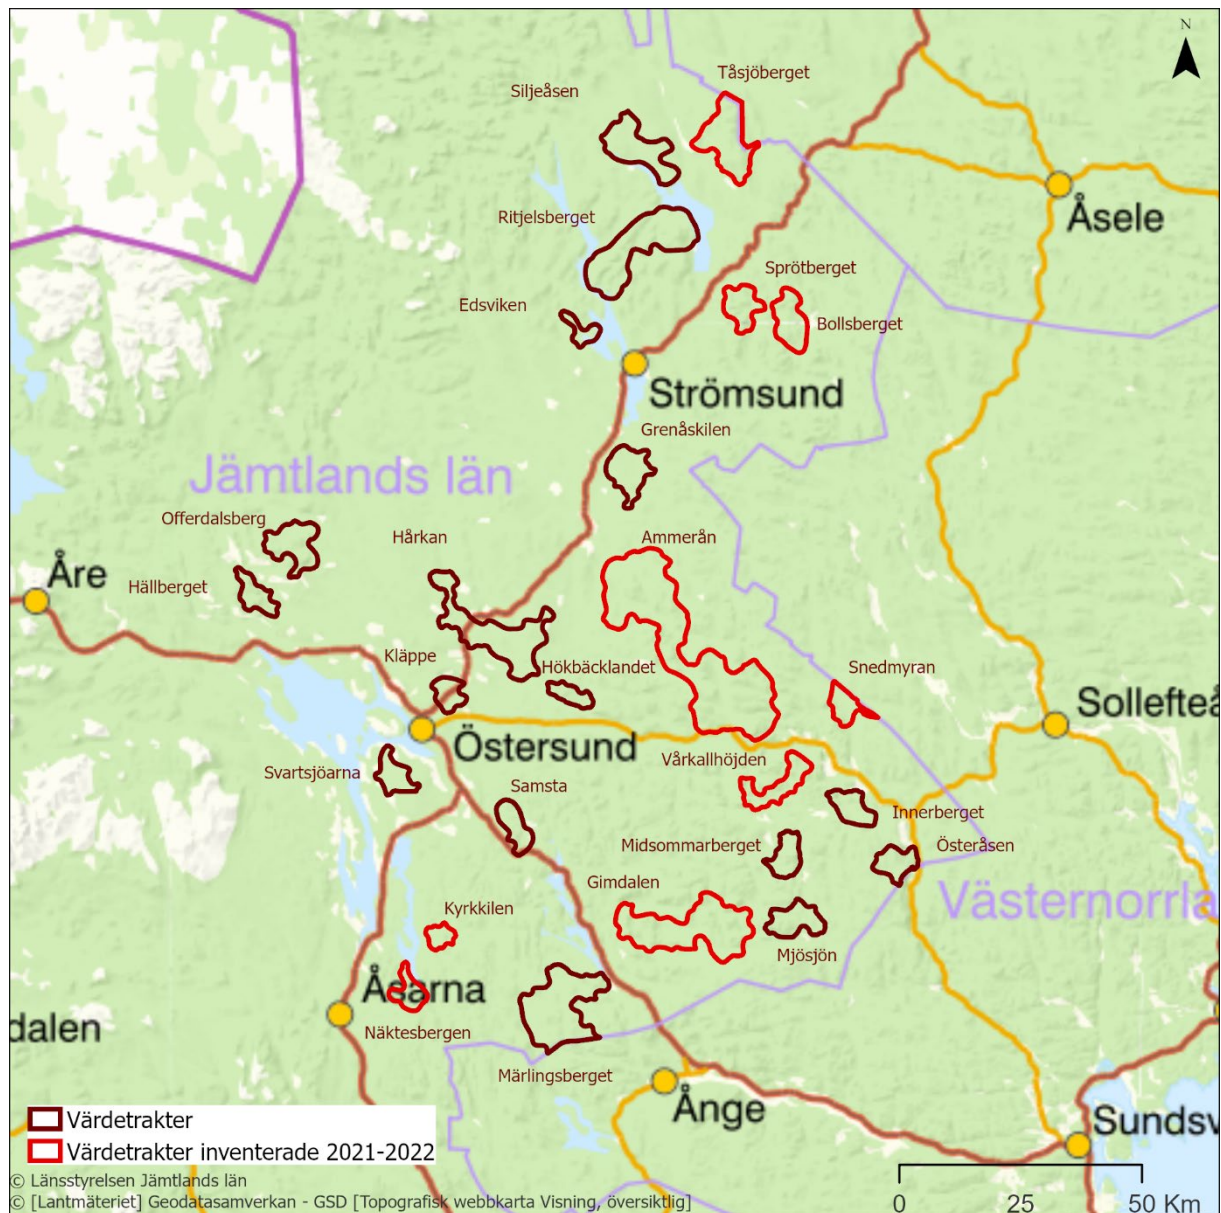 N
Tåsjöberget
Siljeåsen
Åsele
Ritjelsberget
Sprötberget
Edsviken
Bollsberget
Strömsund
Grenåskilen
Jämtlands län
Offerdalsberg
Hårkan
Ammerån
Åre
Hällberget
Kläppe
Hökbäcklandet
Snedmyran
Sollefteå
Östersund
Vårkallhöjden
Svartsjöarna
Samsta
Innerberget
Midsommarberget
Österåsen
Gimdalen
Västernorrla
Kyrkkilen
Mjösjön
Åsarna
dalen
Näktesbergen
Märlingsberget
Ånge
Sundsv
Värdetrakter
Värdetrakter inventerade 2021-2022
© Länsstyrelsen Jämtlands län
© [Lantmäteriet] Geodatasamverkan - GSD [Topografisk webbkarta Visning, översiktlig]
0 25 50 Km